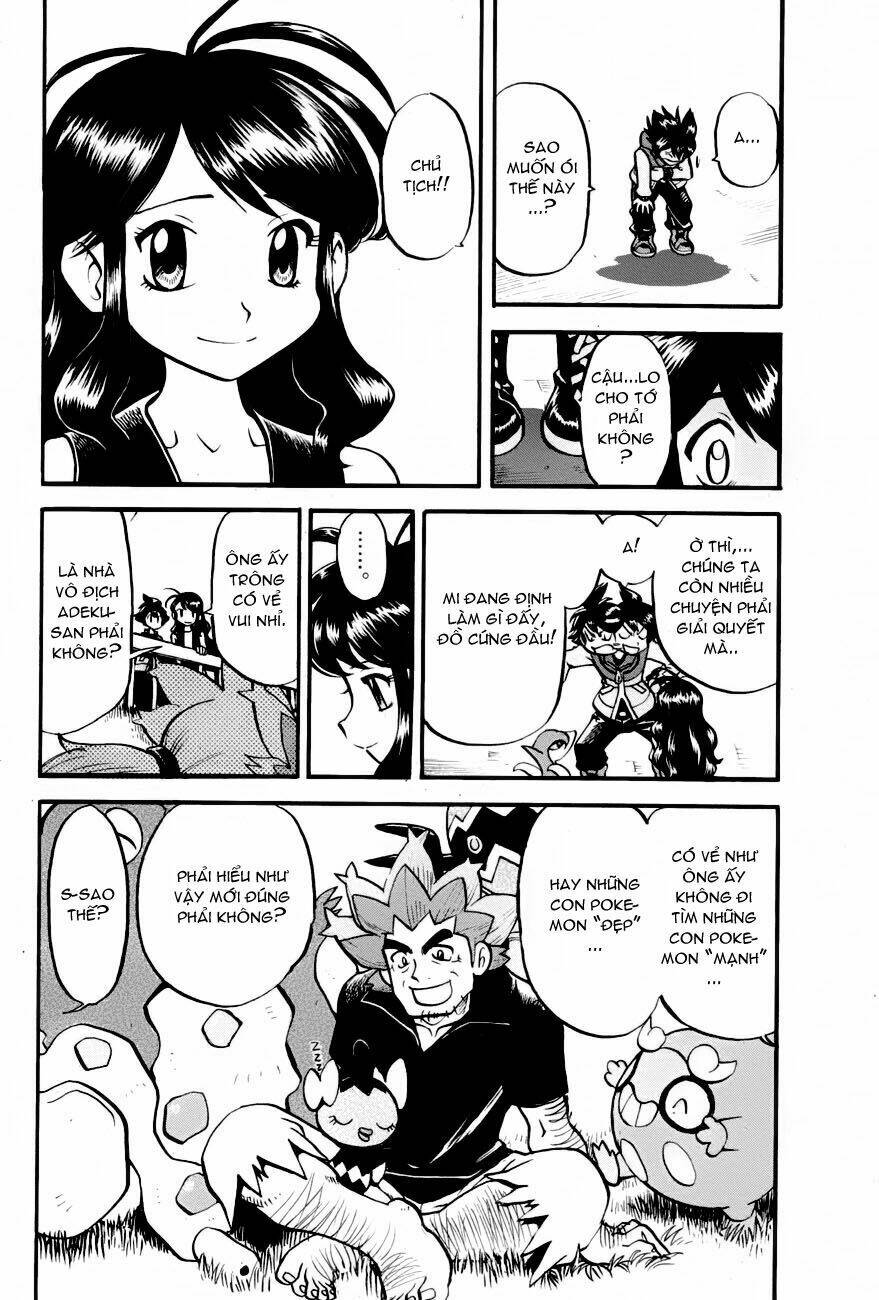 A...
SAO
MUỐN ÓI
THẾ NÀY
...?
CHỦ
TỊCH!!
CẬU...LO
CHO TỚ
PHẢI
KHÔNG
?
Ờ THÌ,...
CHÚNG TA
CÒN NHIỀU
CHUYỆN PHẢI
GIẢI QUYẾT
MÀ..
A!
MI ĐANG ĐỊNH
LÀM GÌ ĐẤY,
ĐỒ CỨNG ĐẦU!
.......
ÔNG ẤY
TRÔNG
CÓ VẺ
VUI NHỈ.
LÀ NHÀ
VÔ ĐỊCH
ADEKU-
SAN PHẢI
KHÔNG?
CÓ VẺ NHƯ
ÔNG ẤY
KHÔNG ĐI
TÌM NHỮNG
CON POKE-
MON “MẠNH”
...
HAY NHỮNG
CON POKE-
MON “ĐẸP”
...
PHẢI HIỂU NHƯ
VẬY MỚI ĐÚNG
PHẢI KHÔNG?
S-SAO
THẾ?
Z Z Z